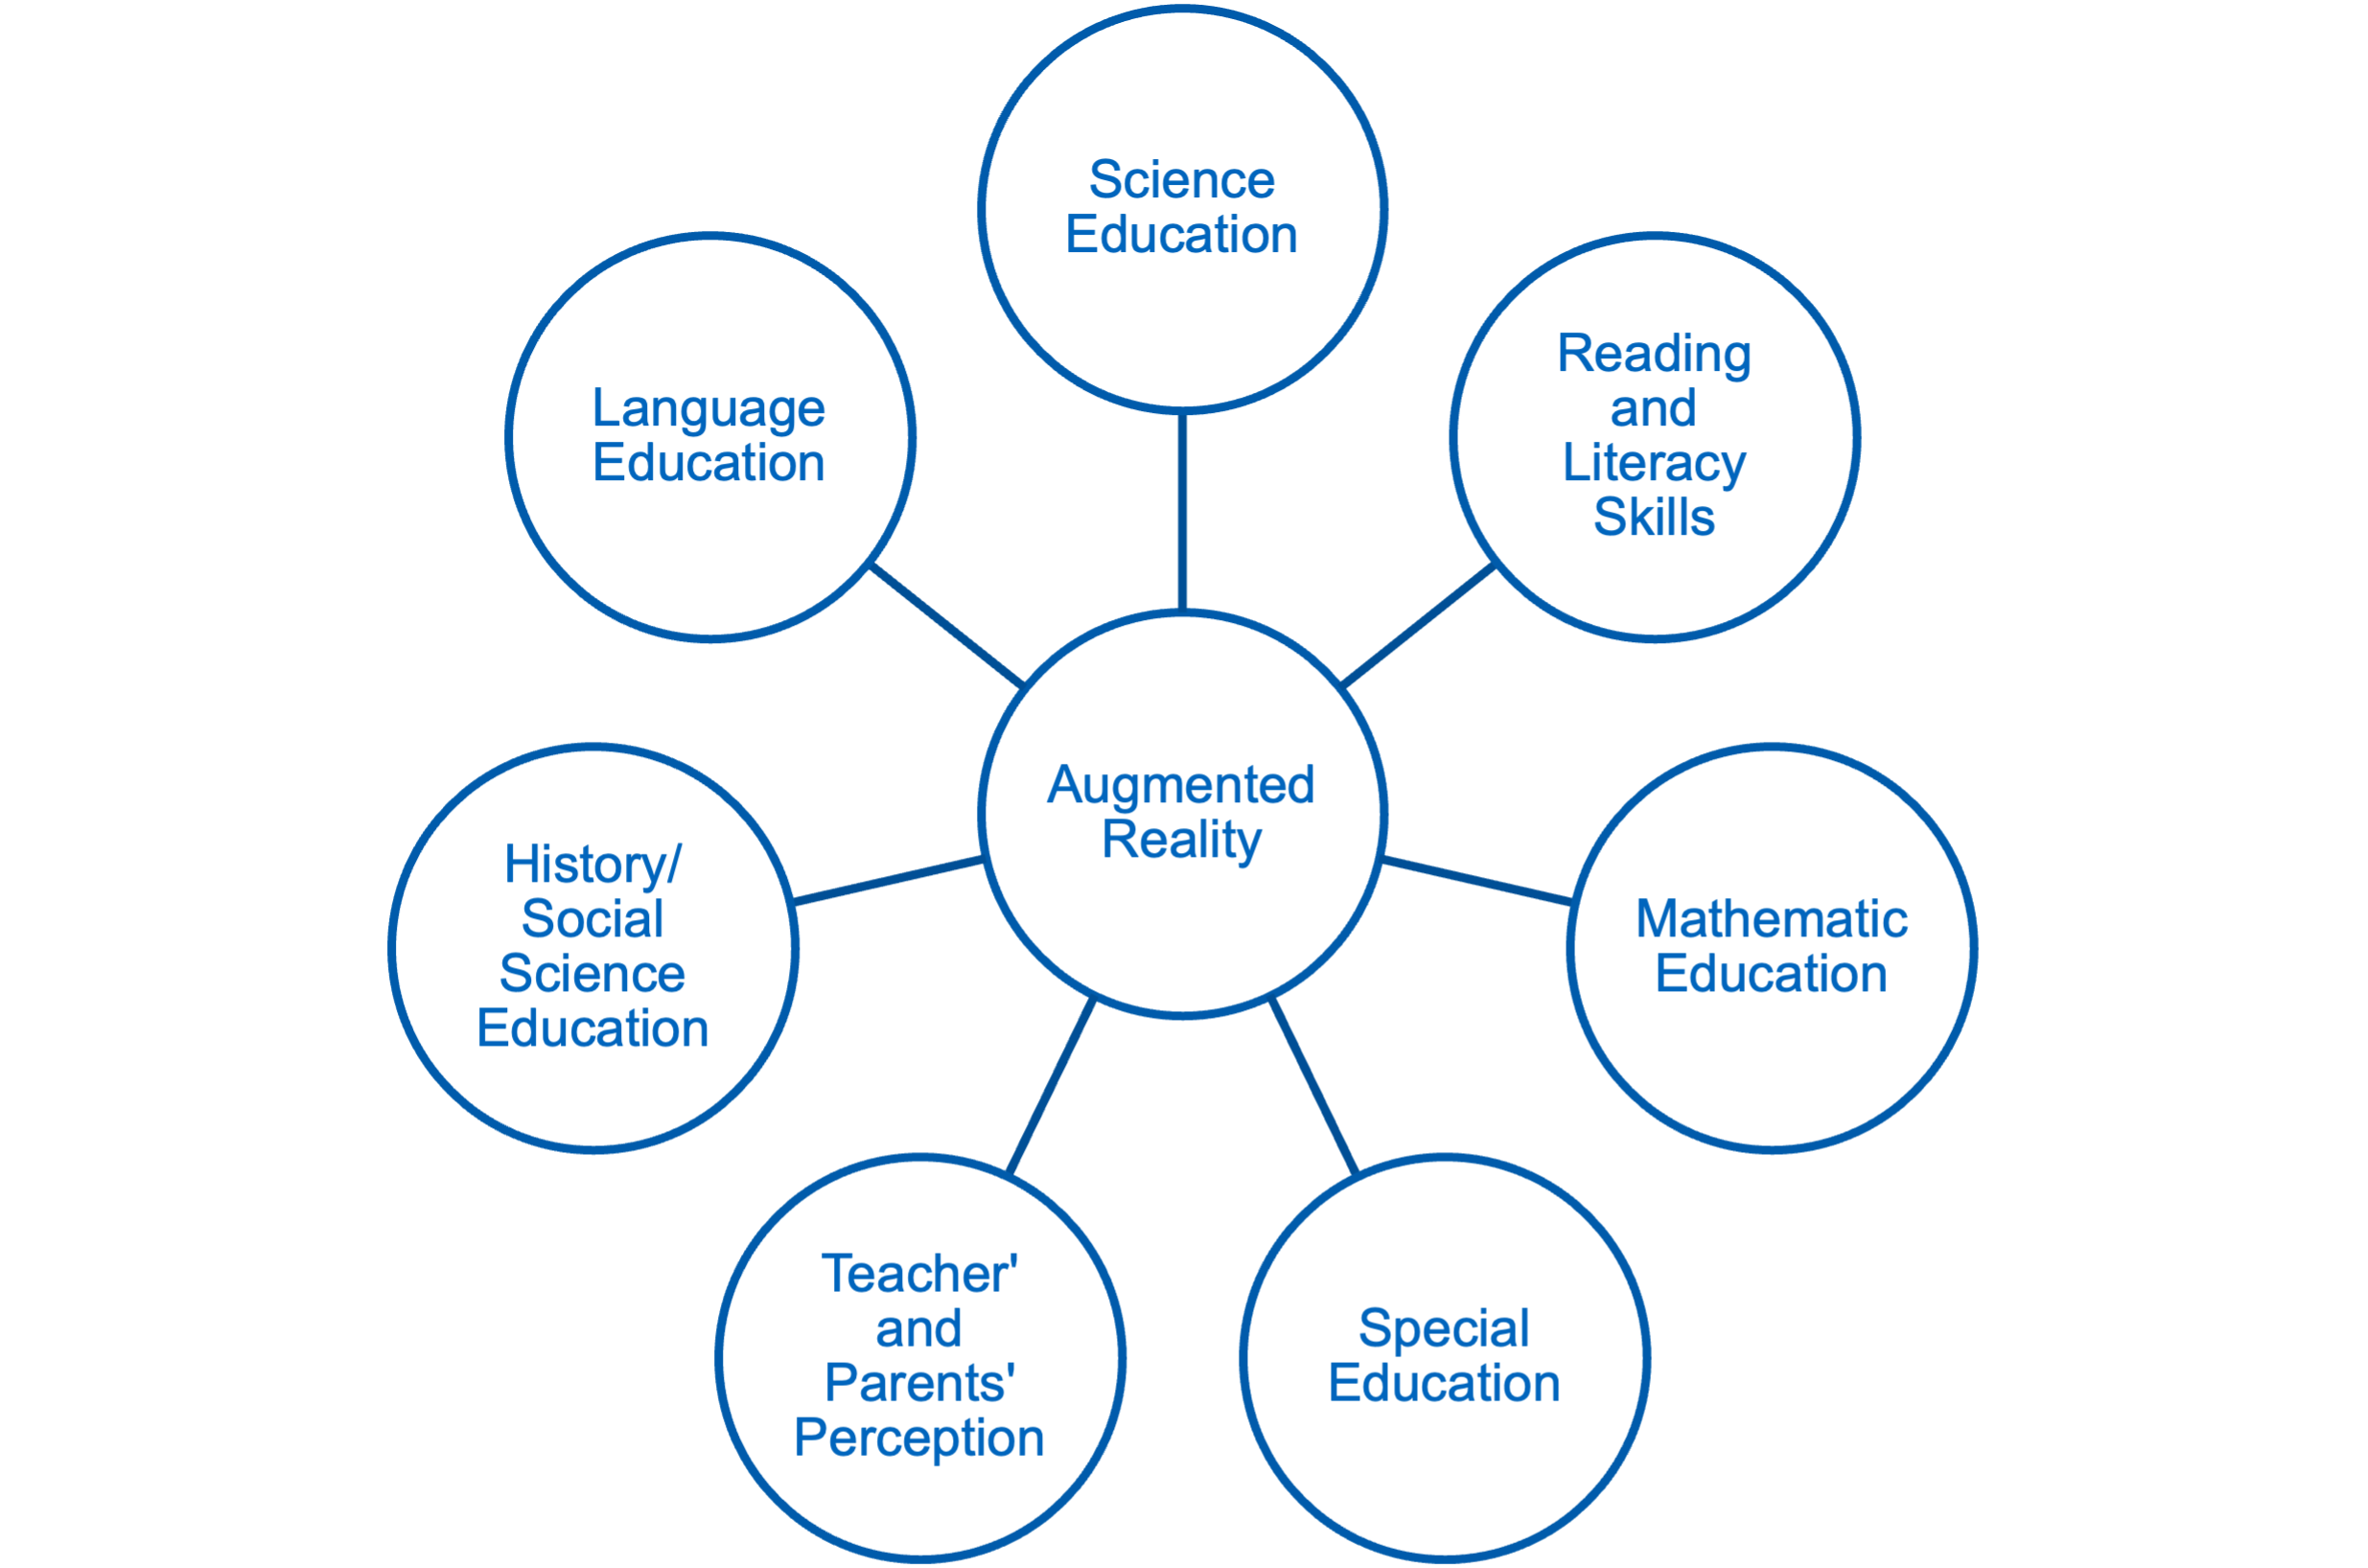 Science
Education
Language
Education
Reading
and
Literacy
Skills
Augmented
Reality
History/
Social
Science
Education
Mathematic
Education
Teacher'
and
Parents'
Perception
Special
Education